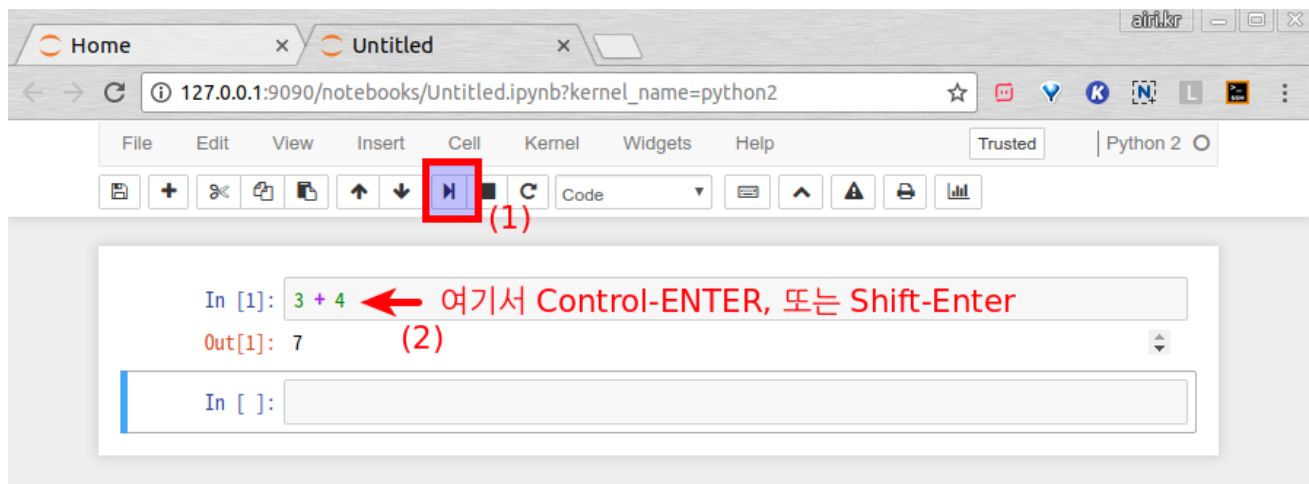 airi.kr
Home
Untitled
127.0.0.1:9090/notebooks/Untitled.ipynb?kernel_name=python2
File Edit View Insert Cell Kernel Widgets Help Trusted Python 2
Code
(1)
In [1]: 3 + 4 여기서 Control-ENTER, 또는 Shift-Enter
(2)
Out[1]: 7
In [ ]: